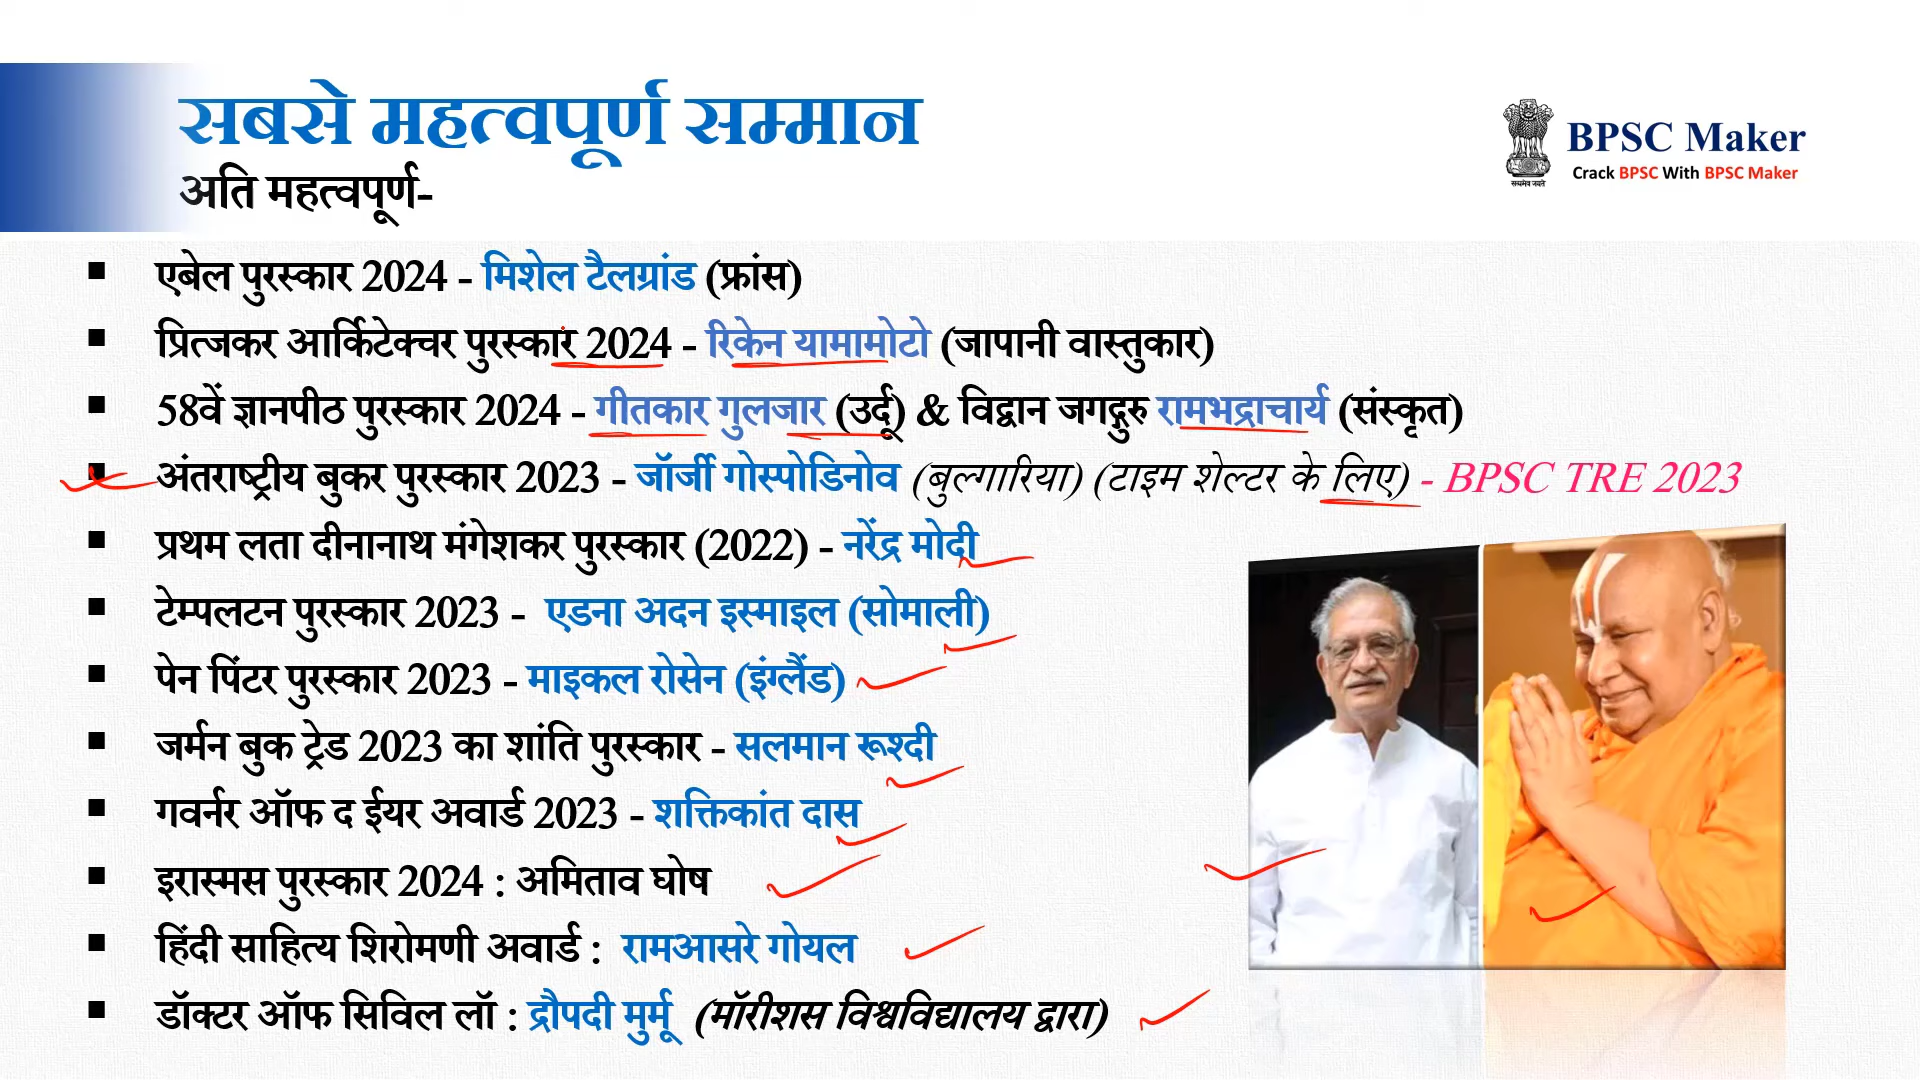 सबसे महत्वपूर्ण सम्मान
अति महत्वपूर्ण-
सत्यमेव जयते
BPSC Maker
Crack BPSC With BPSC Maker
एबेल पुरस्कार 2024 - मिशेल टैलग्रांड (फ्रांस)
प्रित्जकर आर्किटेक्चर पुरस्कार 2024 - रिकेन यामामोटो (जापानी वास्तुकार)
58वें ज्ञानपीठ पुरस्कार 2024 - गीतकार गुलजार (उर्दू) & विद्वान जगद्गुरु रामभद्राचार्य (संस्कृत)
अंतराष्ट्रीय बुकर पुरस्कार 2023 - जॉर्जी गोस्पोडिनोव (बुल्गारिया) (टाइम शेल्टर के लिए) - BPSC TRE 2023
प्रथम लता दीनानाथ मंगेशकर पुरस्कार (2022) - नरेंद्र मोदी
टेम्पलटन पुरस्कार 2023 - एडना अदन इस्माइल (सोमाली)
पेन पिंटर पुरस्कार 2023 - माइकल रोसेन (इंग्लैंड)
जर्मन बुक ट्रेड 2023 का शांति पुरस्कार - सलमान रूश्दी
गवर्नर ऑफ द ईयर अवार्ड 2023 - शक्तिकांत दास
इरास्मस पुरस्कार 2024 : अमिताव घोष
हिंदी साहित्य शिरोमणी अवार्ड : रामआसरे गोयल
डॉक्टर ऑफ सिविल लॉ : द्रौपदी मुर्मू (मॉरीशस विश्वविद्यालय द्वारा)